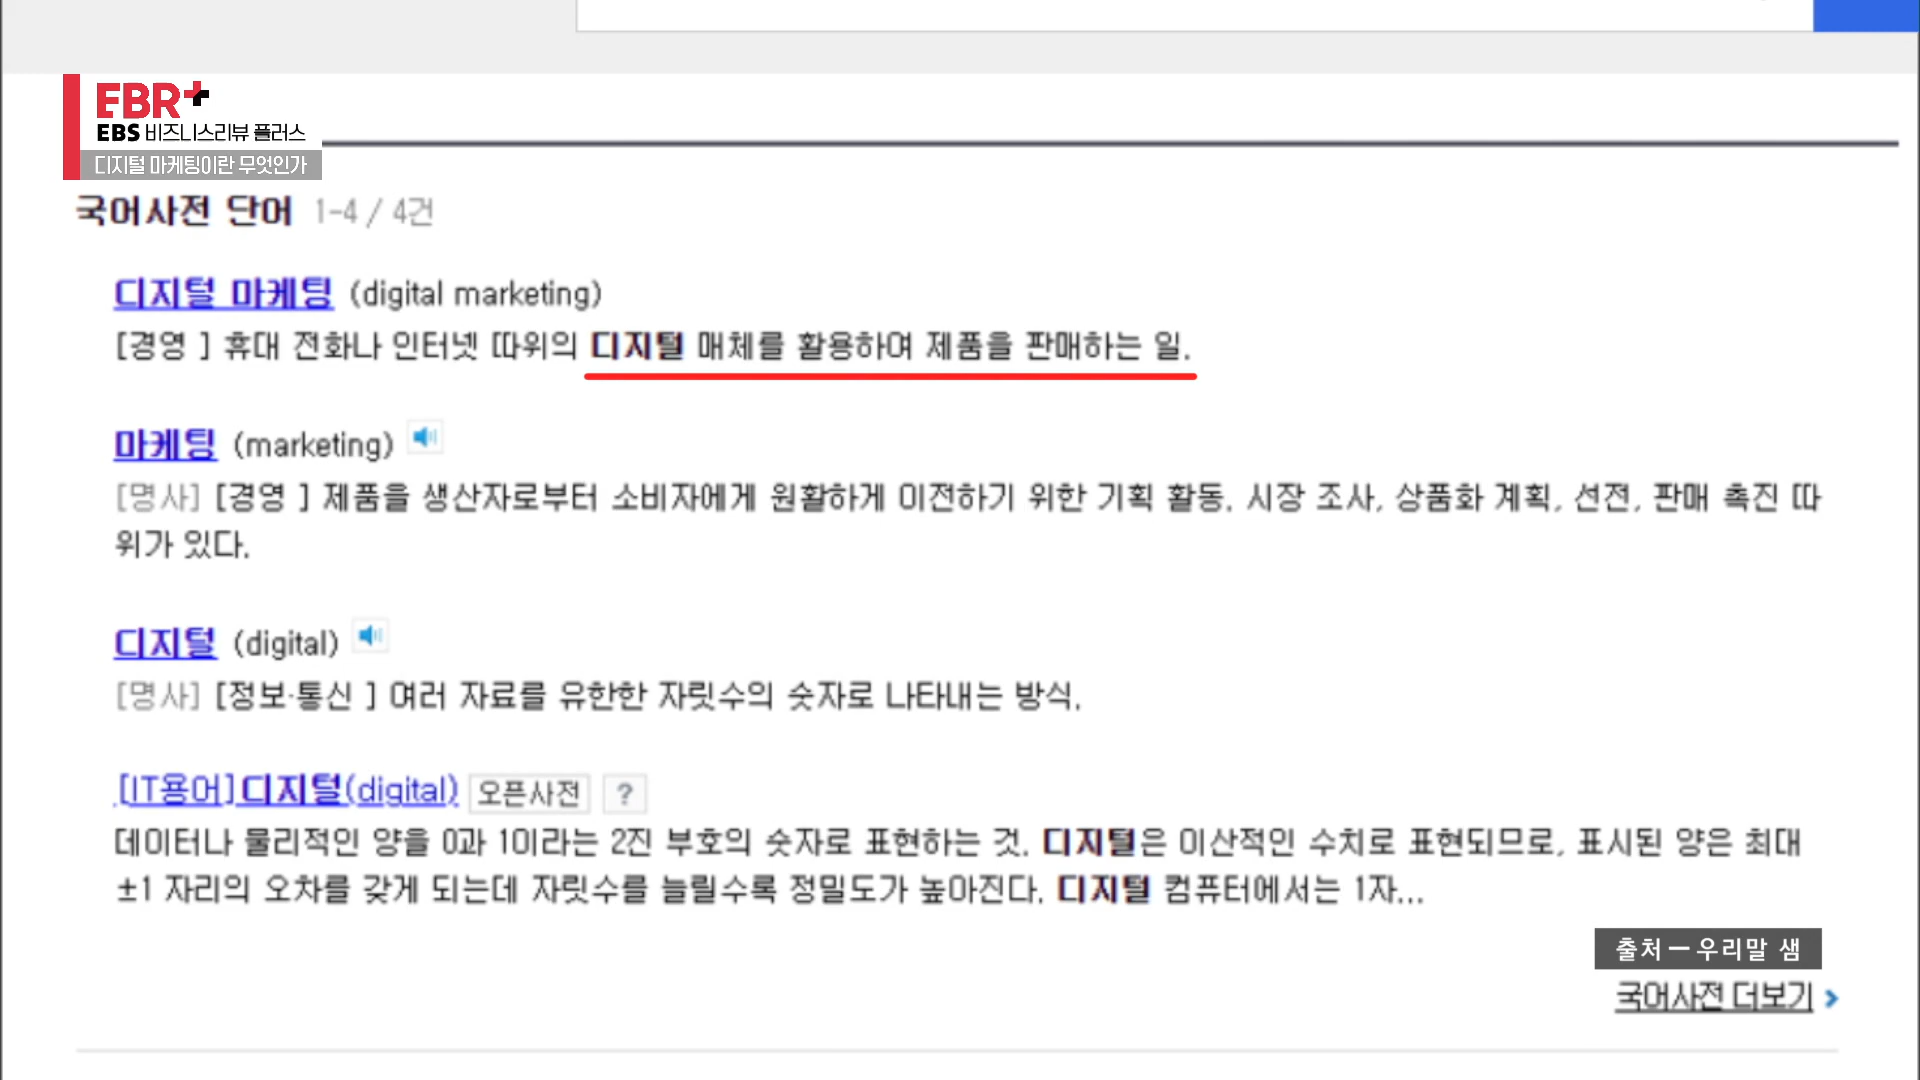 EBR+
EBS 비즈니스리뷰 플러스
디지털 마케팅이란 무엇인가
국어사전 단어 1-4 / 4건
디지털 마케팅 (digital marketing)
[경영 ] 휴대 전화나 인터넷 따위의 디지털 매체를 활용하여 제품을 판매하는 일.
마케팅 (marketing)
[명사] [경영 ] 제품을 생산자로부터 소비자에게 원활하게 이전하기 위한 기획 활동. 시장 조사, 상품화 계획, 선전, 판매 촉진 따
위가 있다.
디지털 (digital)
[명사] [정보·통신 ] 여러 자료를 유한한 자릿수의 숫자로 나타내는 방식.
[IT용어]디지털(digital) 오픈사전 ?
데이터나 물리적인 양을 0과 1이라는 2진 부호의 숫자로 표현하는 것. 디지털은 이산적인 수치로 표현되므로, 표시된 양은 최대
±1 자리의 오차를 갖게 되는데 자릿수를 늘릴수록 정밀도가 높아진다. 디지털 컴퓨터에서는 1자...
출처 – 우리말 샘
국어사전 더보기